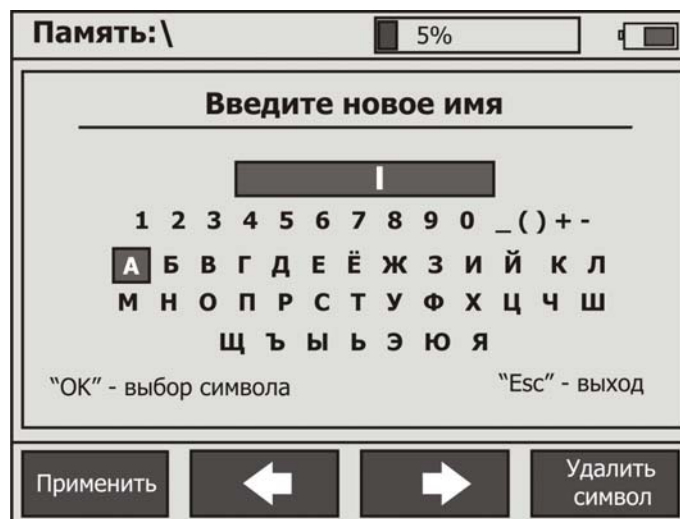 Память:\ 5%
Введите новое имя
1 2 3 4 5 6 7 8 9 0 _ ( ) + -
А Б В Г Д Е Ё Ж З И Й К Л
М Н О П Р С Т У Ф Х Ц Ч Ш
Щ Ъ Ы Ь Э Ю Я
“OK” - выбор символа “Esc” - выход
Применить Удалить
символ